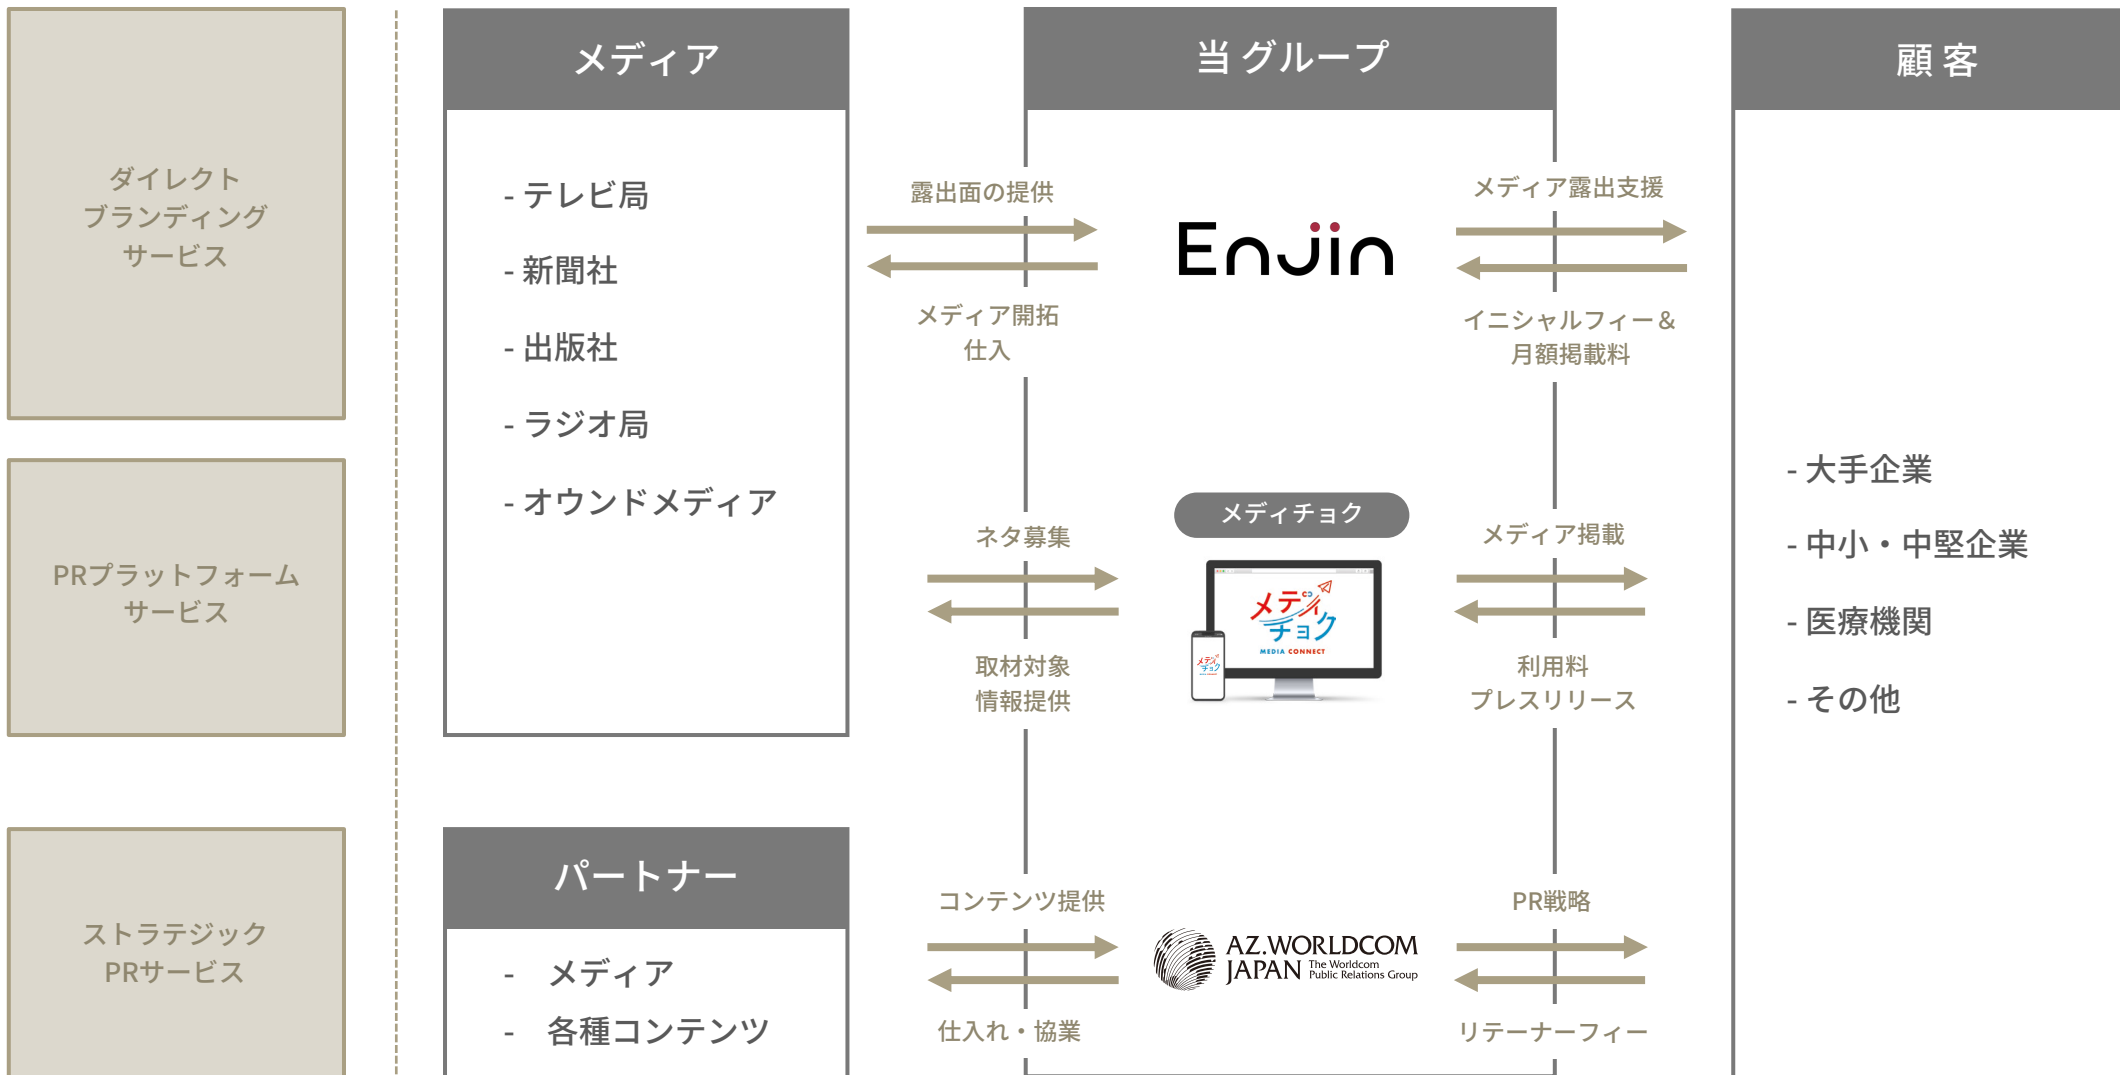 ダイレクト
ブランディング
サービス
PRプラットフォーム
サービス
ストラテジック
PRサービス
メディア
- テレビ局
- 新聞社
- 出版社
- ラジオ局
- オウンドメディア
パートナー
- メディア
- 各種コンテンツ
露出面の提供
メディア開拓
仕入
ネタ募集
取材対象
情報提供
コンテンツ提供
仕入れ・協業
当 グループ
Enjin
メディチョク
メディ
チョク
MEDIA CONNECT
メディ
チョク
AZ.WORLDCOM
JAPAN The Worldcom
Public Relations Group
メディア露出支援
イニシャルフィー＆
月額掲載料
メディア掲載
利用料
プレスリリース
PR戦略
リテーナーフィー
顧 客
- 大手企業
- 中小・中堅企業
- 医療機関
- その他